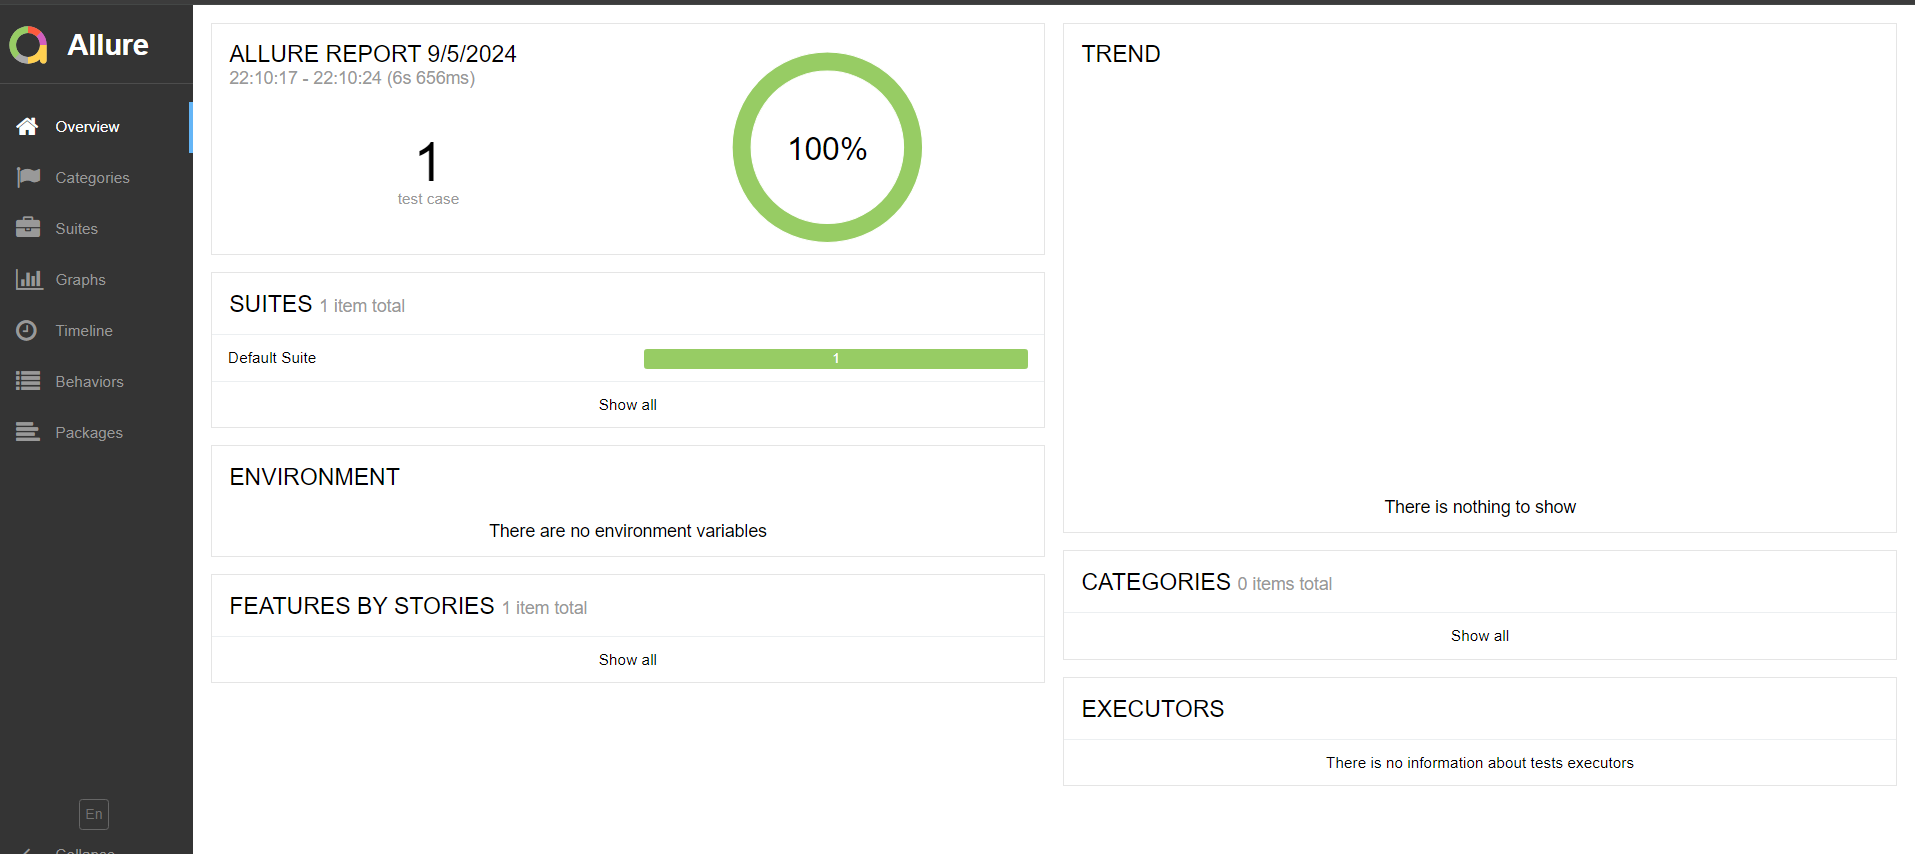 Allure
Overview
Categories
Suites
Graphs
Timeline
Behaviors
Packages
En
Collapse
ALLURE REPORT 9/5/2024
22:10:17 - 22:10:24 (6s 656ms)
1
test case
100%
SUITES 1 item total
Default Suite 1
Show all
ENVIRONMENT
There are no environment variables
FEATURES BY STORIES 1 item total
Show all
TREND
There is nothing to show
CATEGORIES 0 items total
Show all
EXECUTORS
There is no information about tests executors